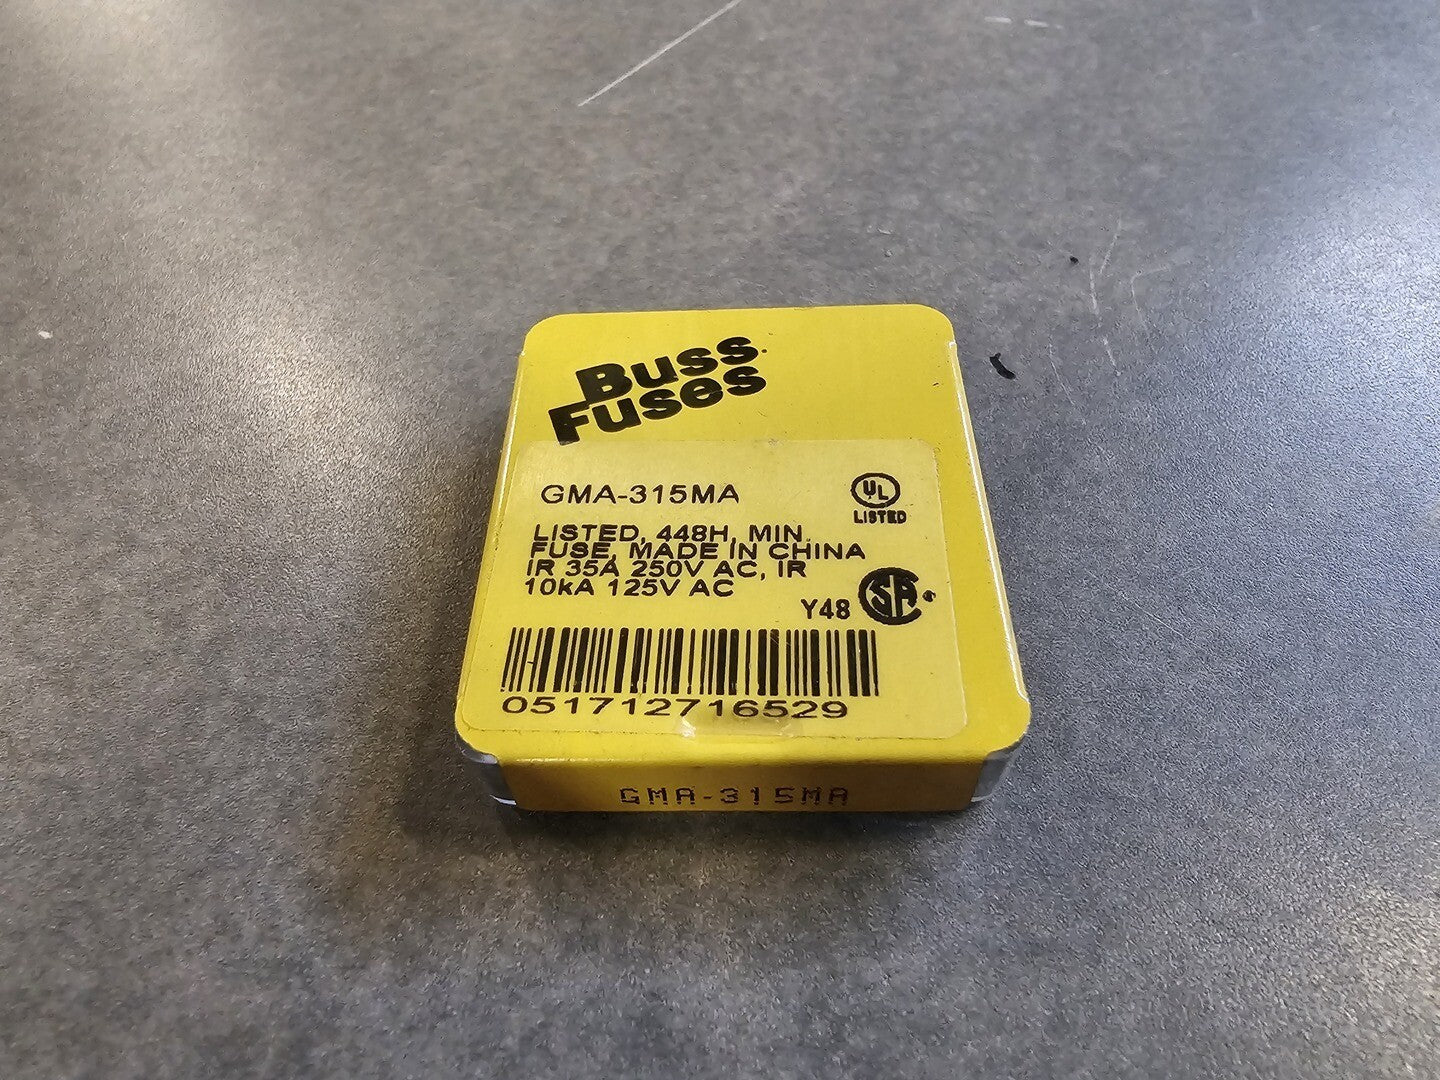 Buss
Fuses
GMA-315MA
UL
LISTED
LISTED, 448H, MIN.
FUSE, MADE IN CHINA
IR 35A 250V AC, IR
10kA 125V AC
Y48
SA
051712716529
GMA-315MA